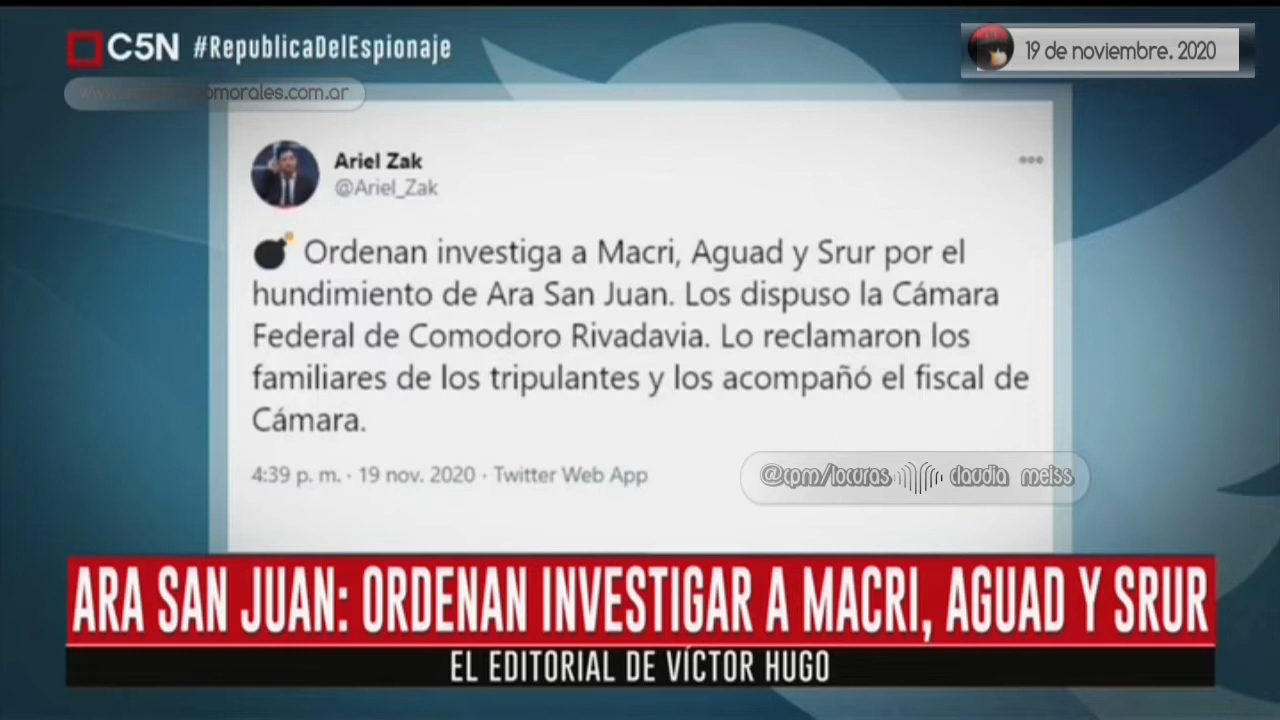 C5N #RepublicaDelEspionaje
19 de noviembre. 2020
morales.com.ar
Ariel Zak
@Ariel_Zak
Ordenan investiga a Macri, Aguad y Srur por el
hundimiento de Ara San Juan. Los dispuso la Cámara
Federal de Comodoro Rivadavia. Lo reclamaron los
familiares de los tripulantes y los acompañó el fiscal de
Cámara.
4:39 p. m. · 19 nov. 2020 · Twitter Web App
@cpm/locuras claudia meiss
ARA SAN JUAN: ORDENAN INVESTIGAR A MACRI, AGUAD Y SRUR
EL EDITORIAL DE VÍCTOR HUGO